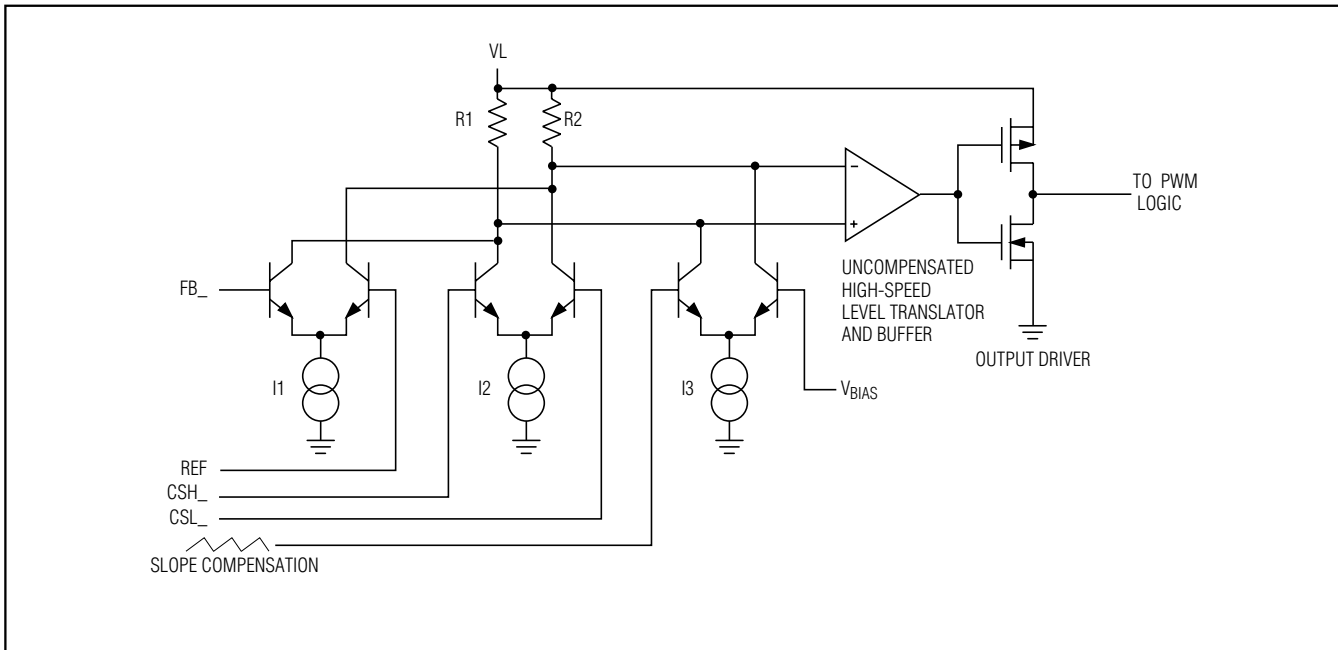 VL
R1
R2
−
+
TO PWM
LOGIC
UNCOMPENSATED
HIGH-SPEED
LEVEL TRANSLATOR
AND BUFFER
OUTPUT DRIVER
FB_
I1
I2
I3
VBIAS
REF
CSH_
CSL_
SLOPE COMPENSATION